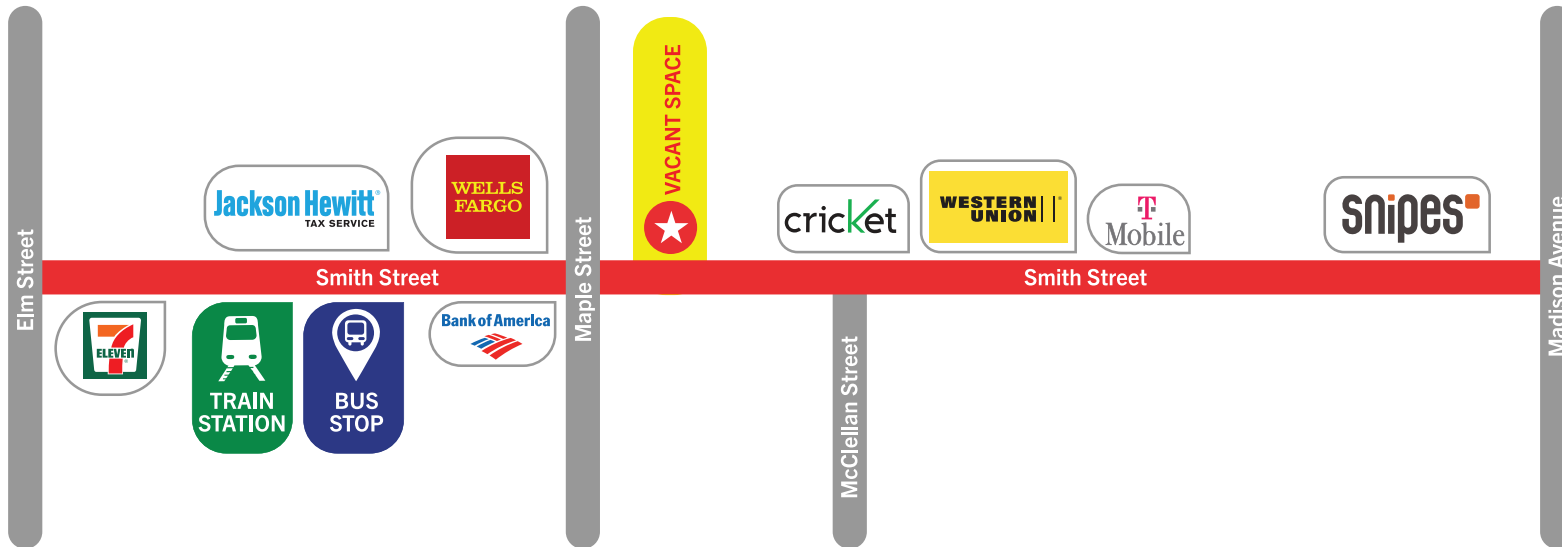 Elm Street
Jackson Hewitt®
TAX SERVICE
WELLS
FARGO
Maple Street
VACANT SPACE
cricket
WESTERN
UNION
®
T
Mobile
snipes
Madison Avenue
Smith Street
Smith Street
7
ELEVEN
®
TRAIN
STATION
BUS
STOP
Bank of America
McClellan Street